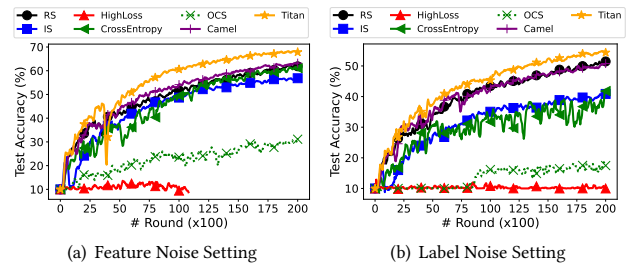 RS HighLoss OCS Titan
IS CrossEntropy Camel
RS HighLoss OCS Titan
IS CrossEntropy Camel
Test Accuracy (%)
70
60
50
40
30
20
10
0 25 50 75 100 125 150 175 200
# Round (x100)
Test Accuracy (%)
50
40
30
20
10
0 25 50 75 100 125 150 175 200
# Round (x100)
(a) Feature Noise Setting
(b) Label Noise Setting